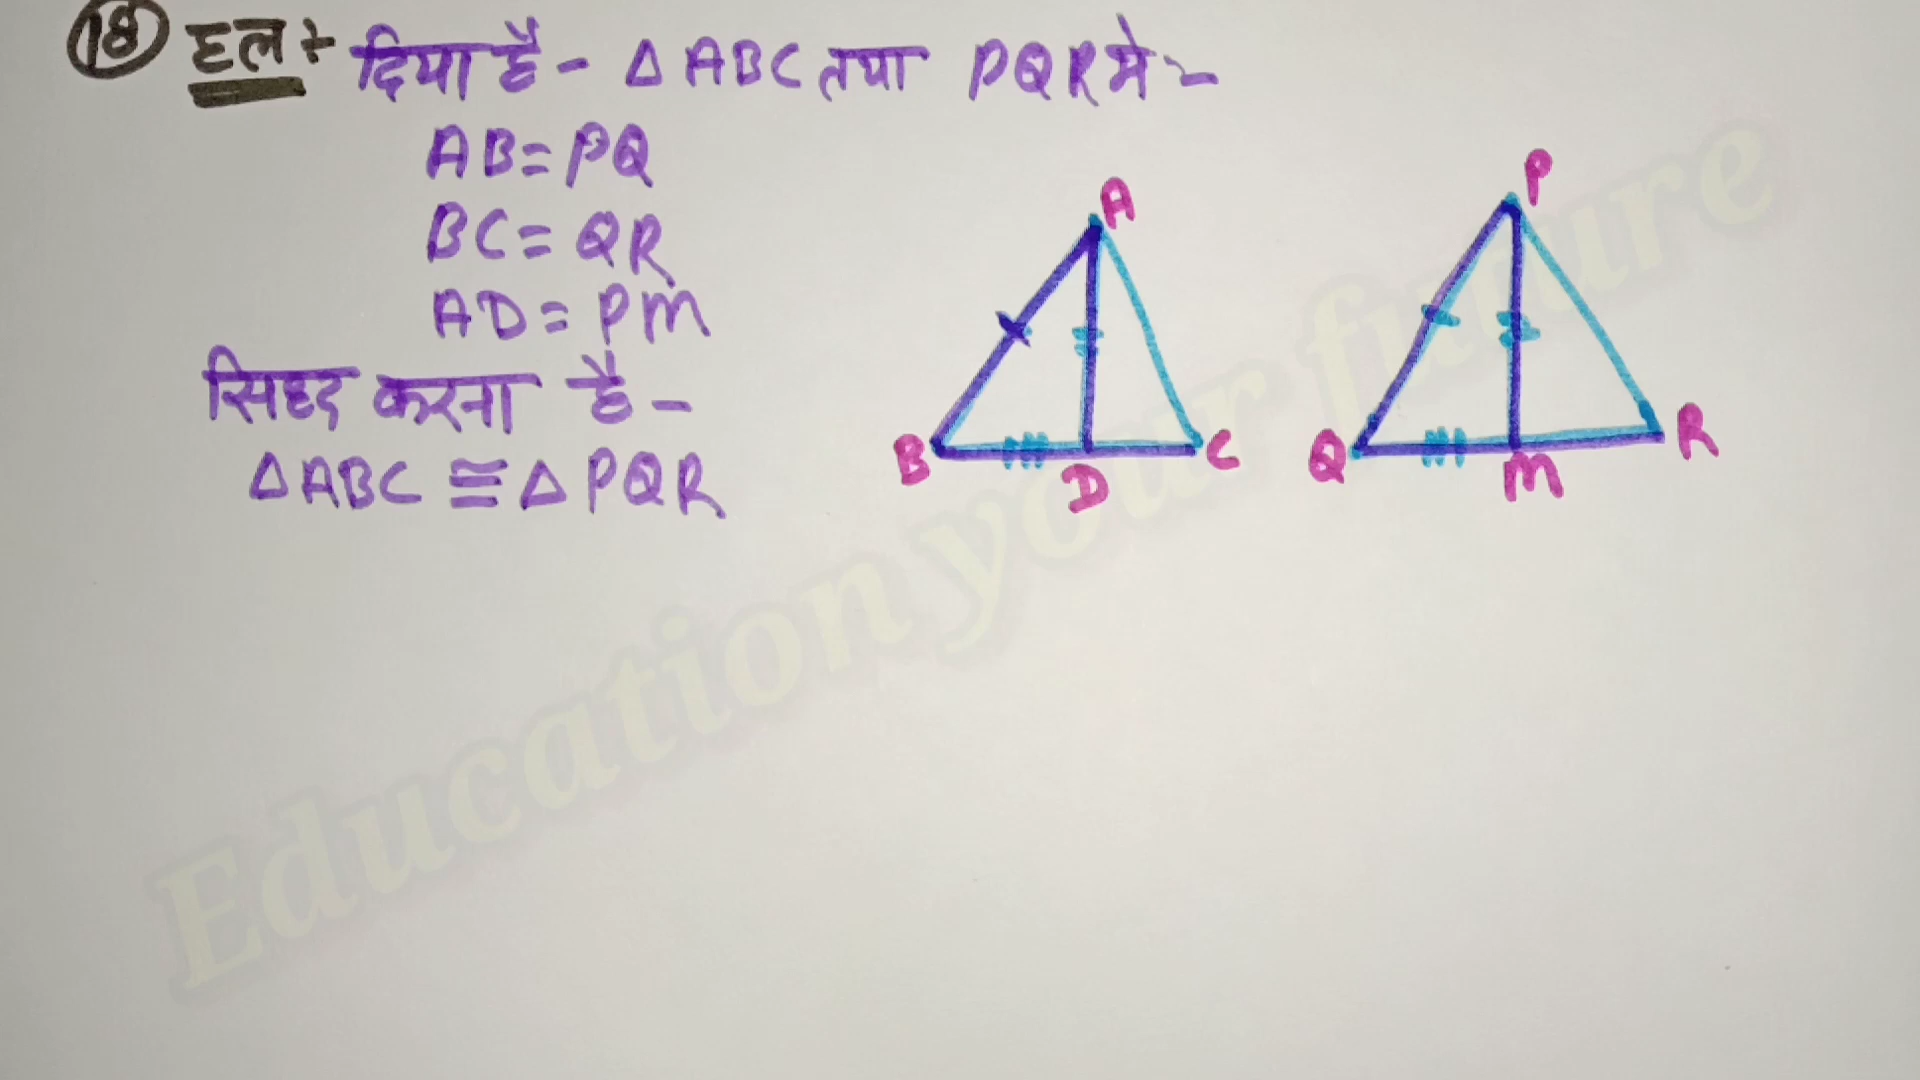 18 हल ÷ दिया है - △ ABC तथा PQR मे :-
AB = PQ
BC = QR
AD = PM
सिध्द करना है -
△ABC ≅ △ PQR
A
B
D
C
P
Q
M
R
Education your future